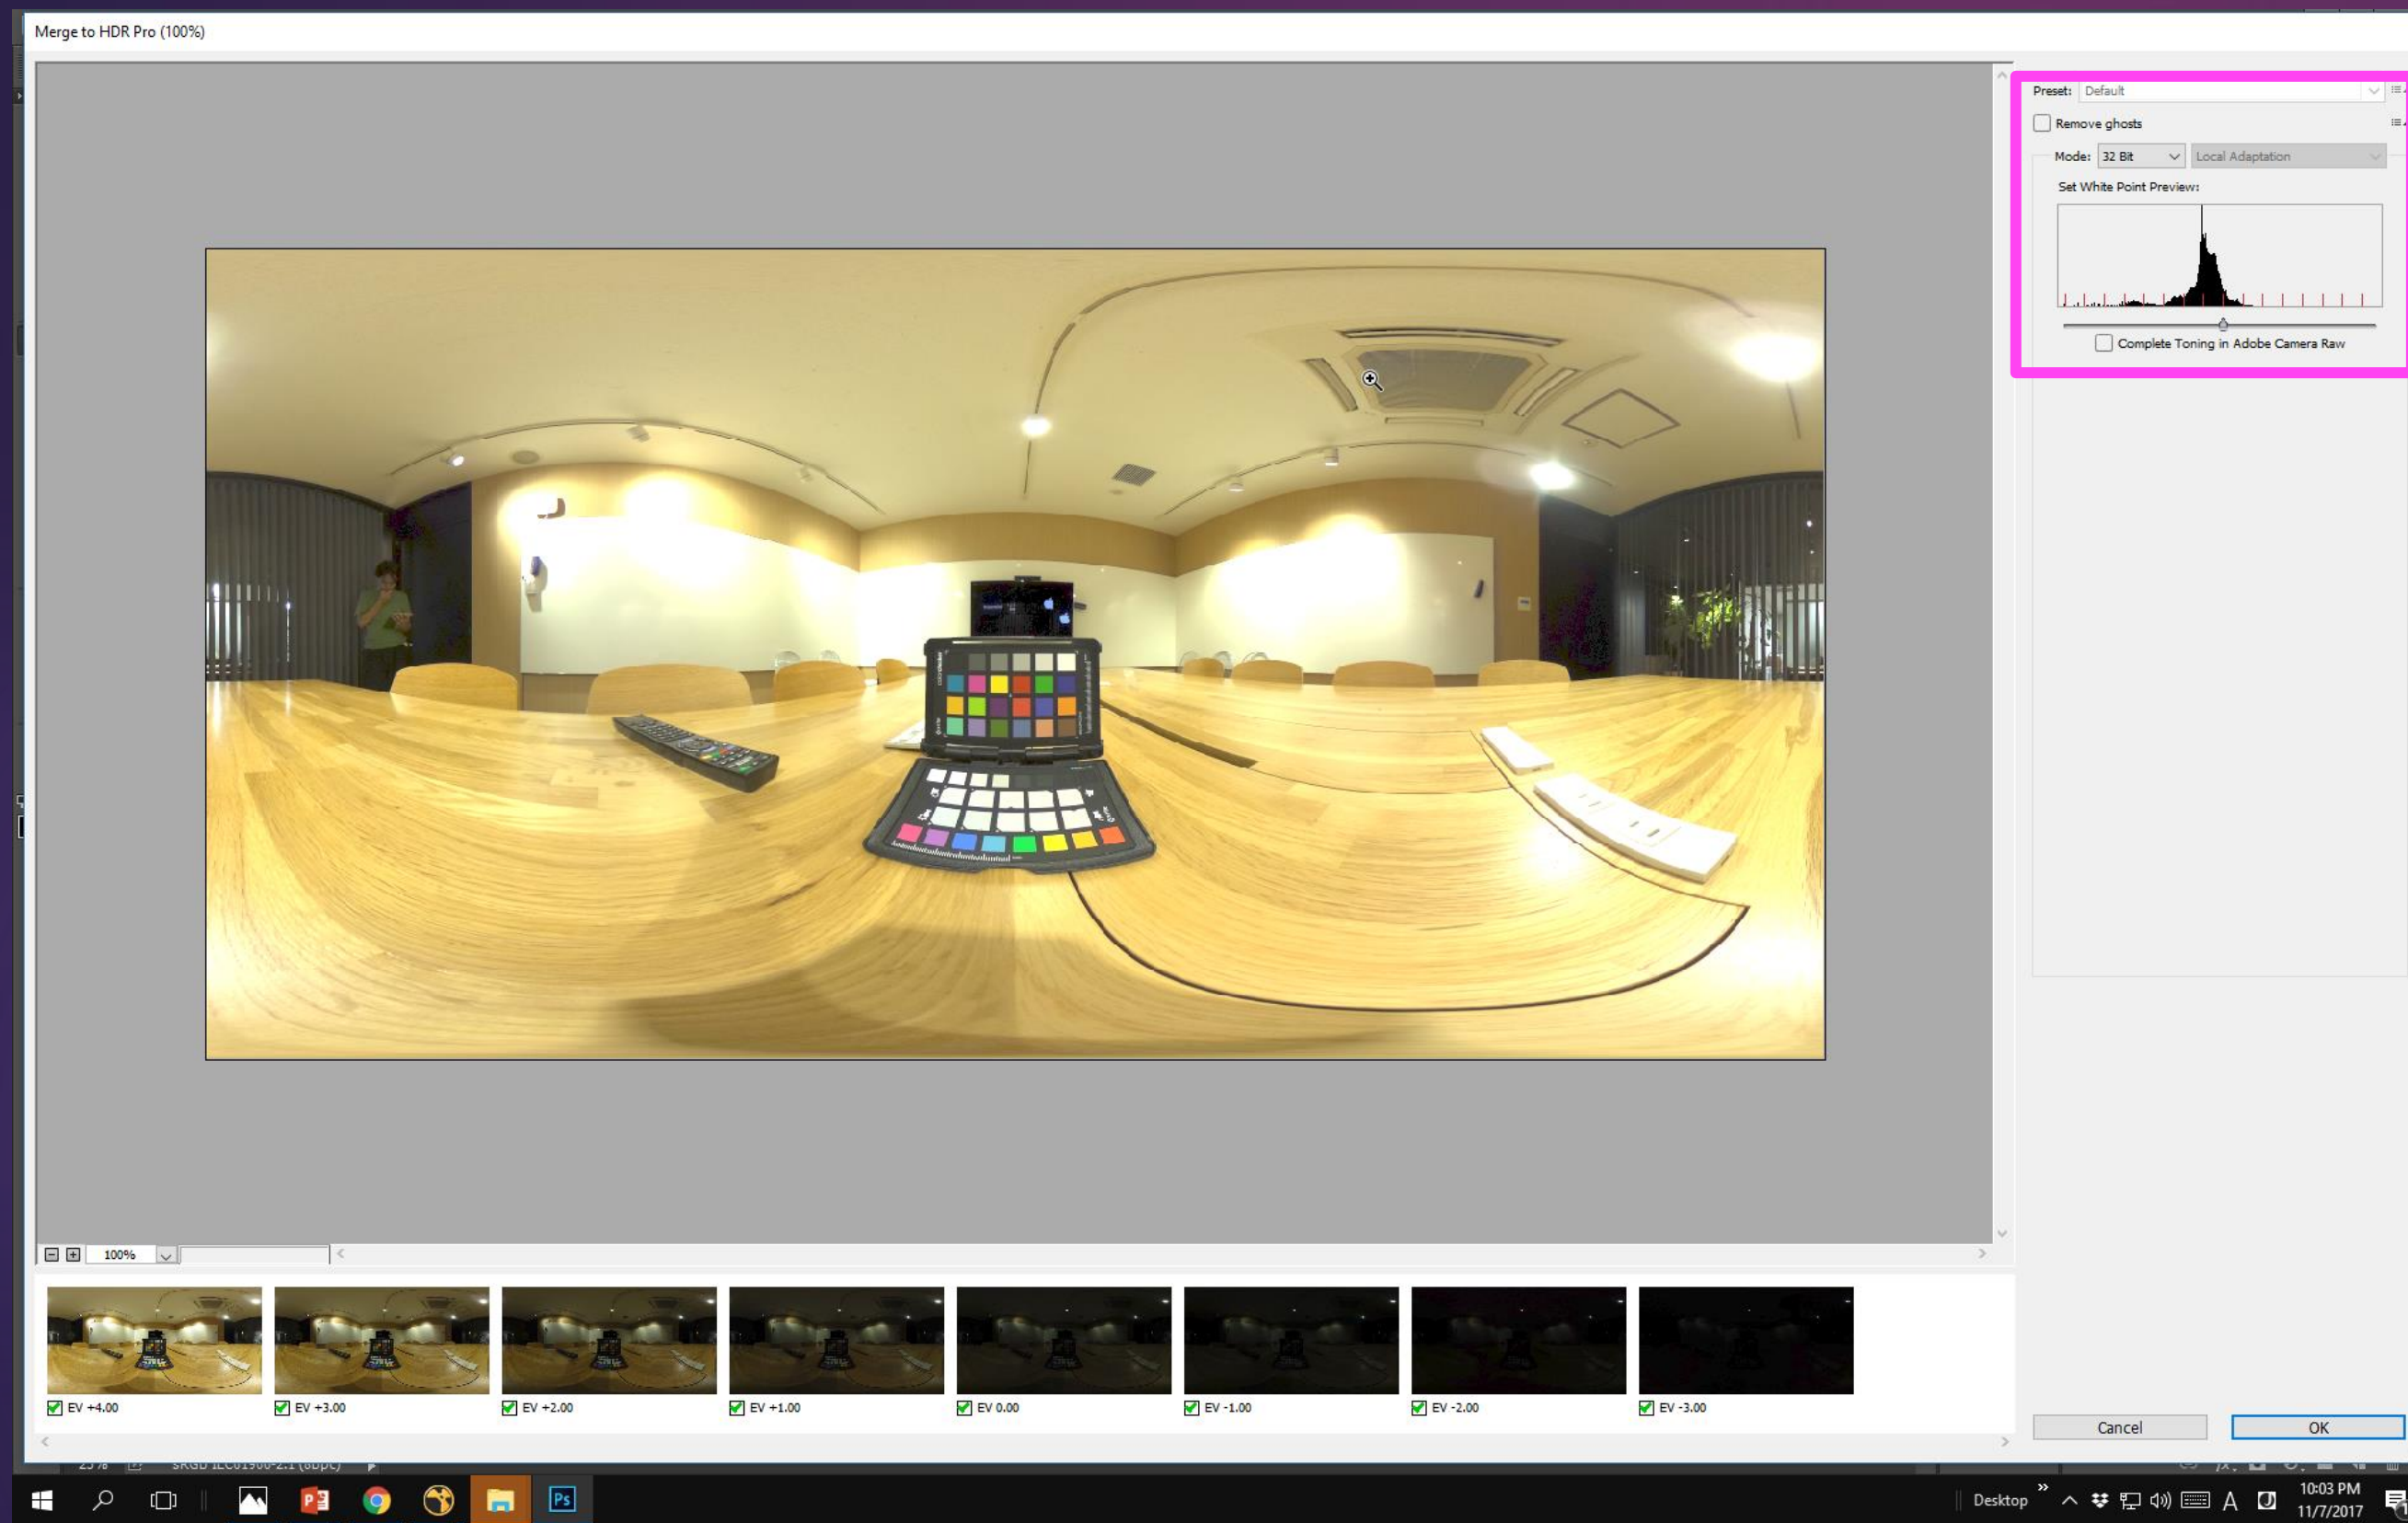 Merge to HDR Pro (100%)
Preset: Default
Remove ghosts
Mode: 32 Bit Local Adaptation
Set White Point Preview:
Complete Toning in Adobe Camera Raw
100%
EV +4.00
EV +3.00
EV +2.00
EV +1.00
EV 0.00
EV -1.00
EV -2.00
EV -3.00
Cancel OK
Ps
Desktop
A
10:03 PM
11/7/2017